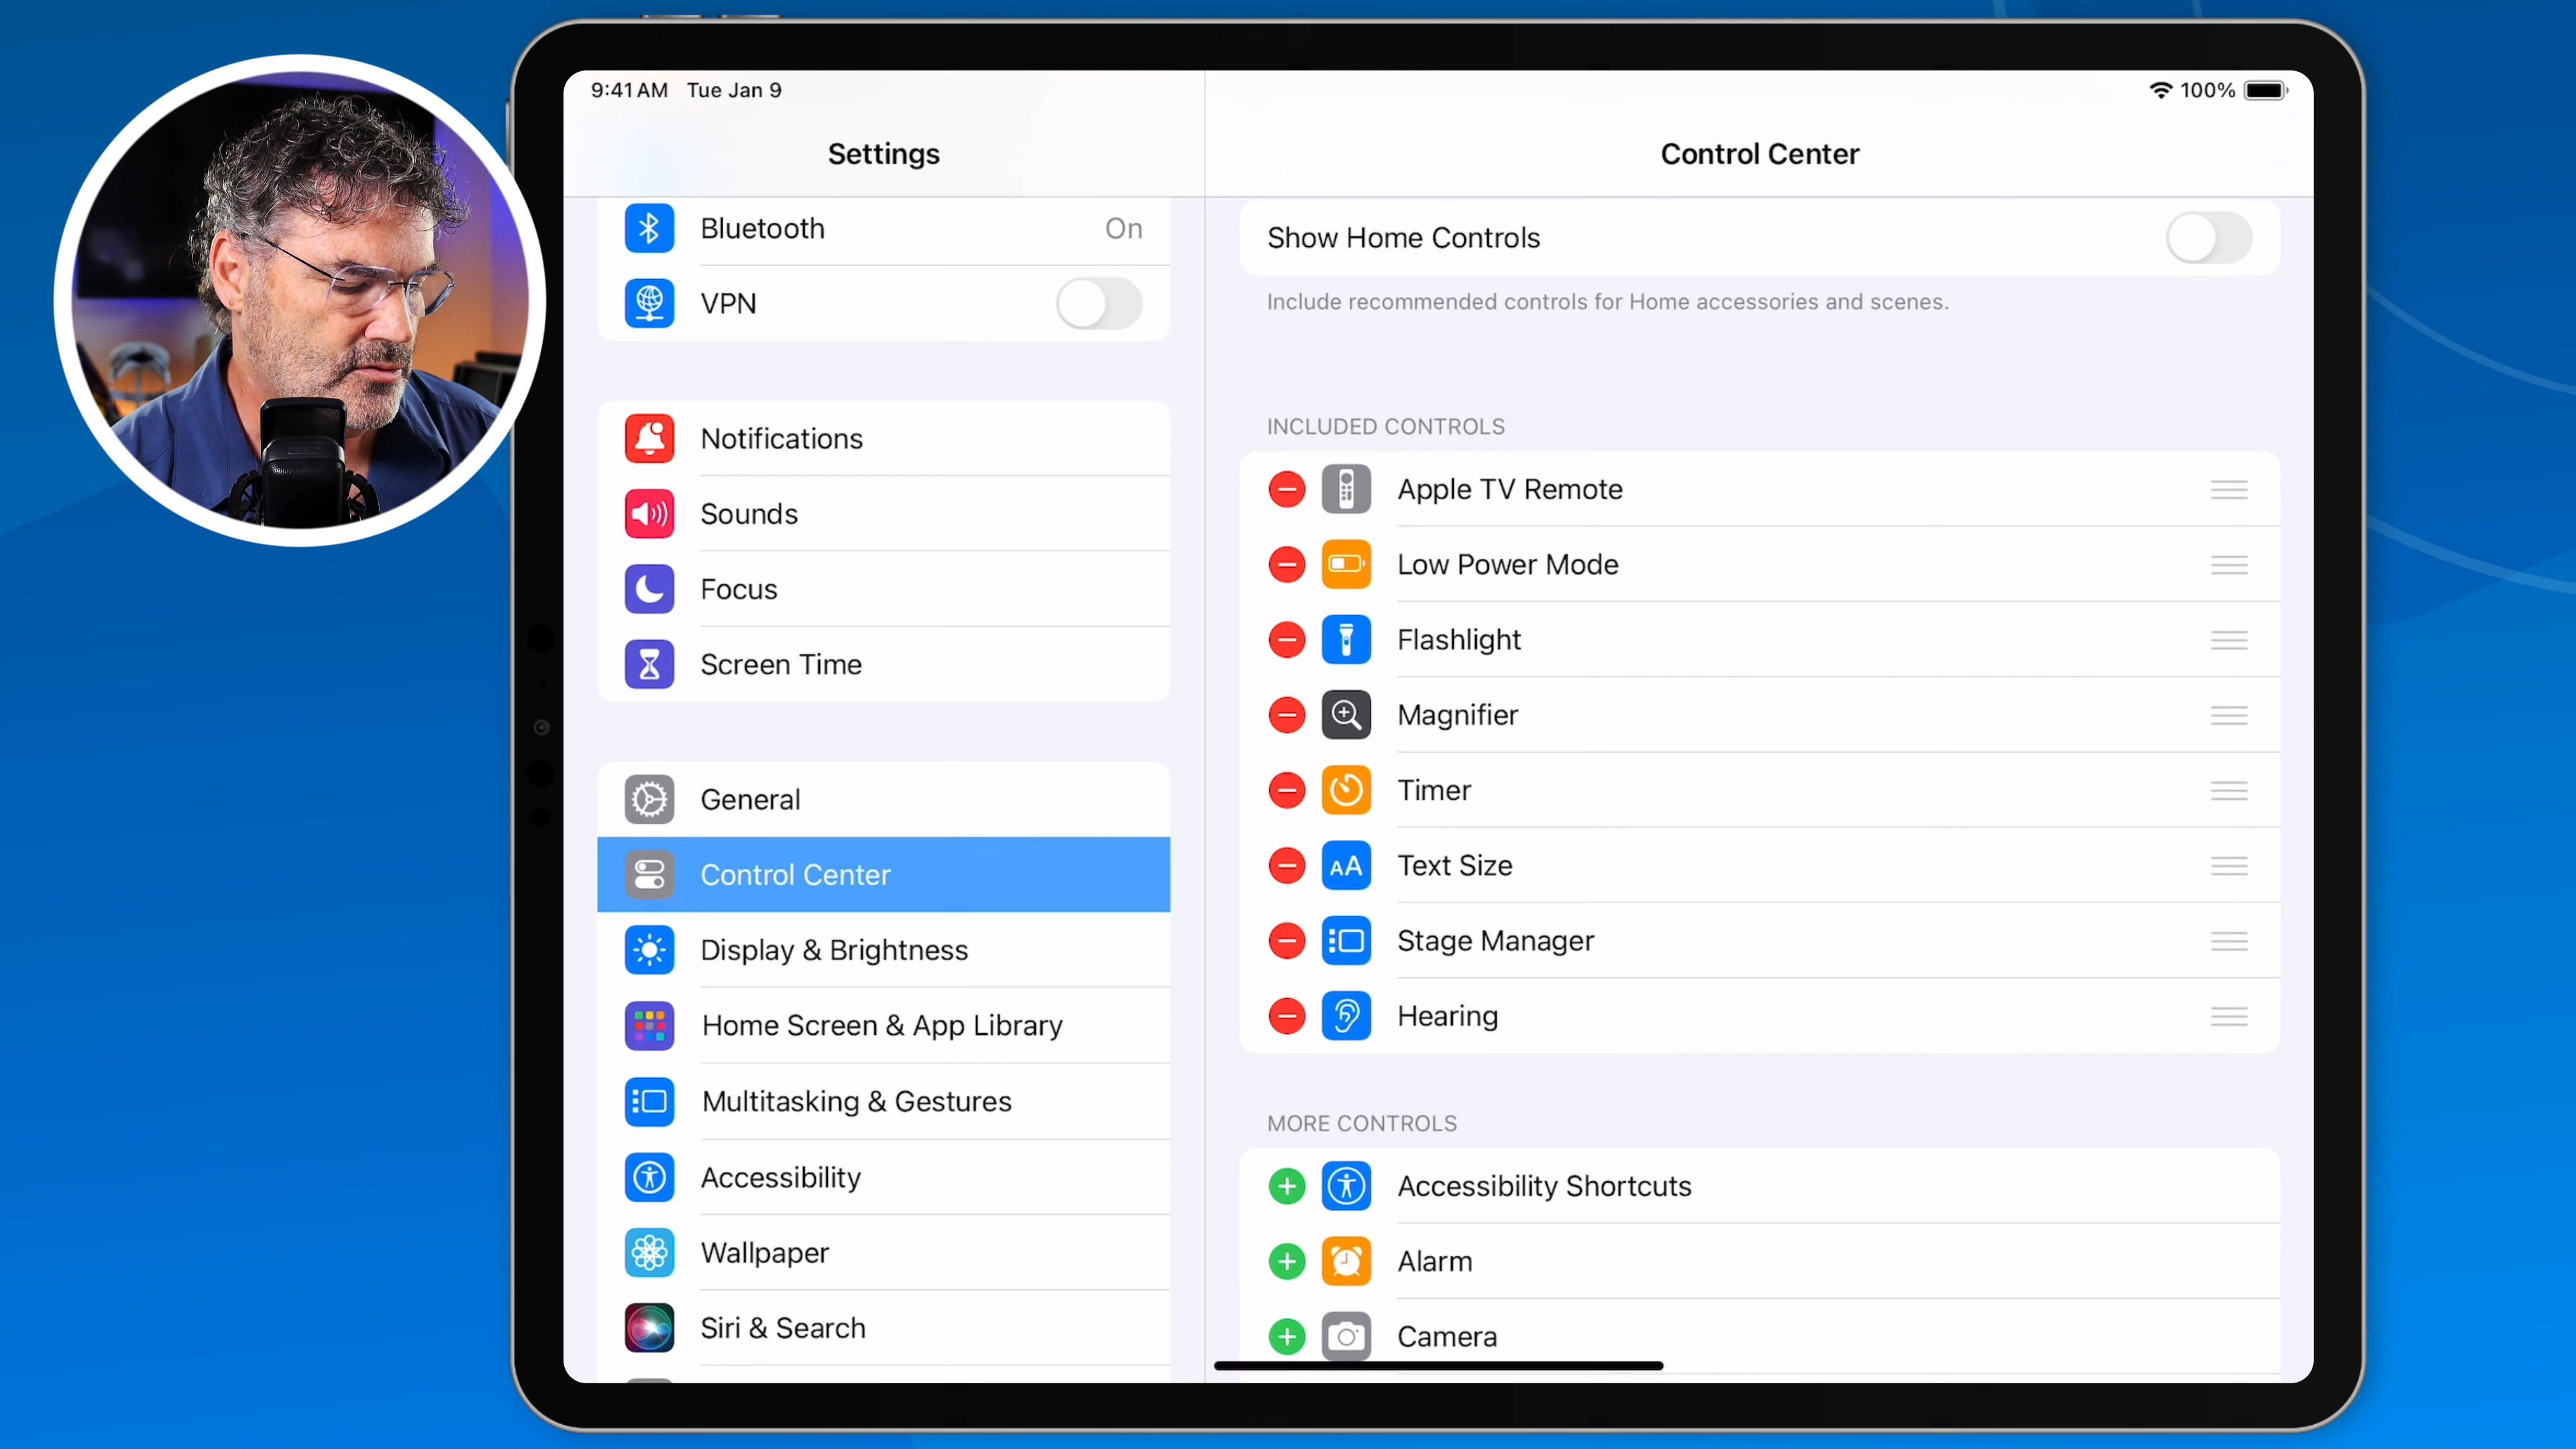 9:41 AM Tue Jan 9
100%
Settings
Bluetooth On
VPN
Notifications
Sounds
Focus
Screen Time
General
Control Center
Display & Brightness
Home Screen & App Library
Multitasking & Gestures
Accessibility
Wallpaper
Siri & Search
Control Center
Show Home Controls
Include recommended controls for Home accessories and scenes.
INCLUDED CONTROLS
Apple TV Remote
Low Power Mode
Flashlight
Magnifier
Timer
AA Text Size
Stage Manager
Hearing
MORE CONTROLS
Accessibility Shortcuts
Alarm
Camera